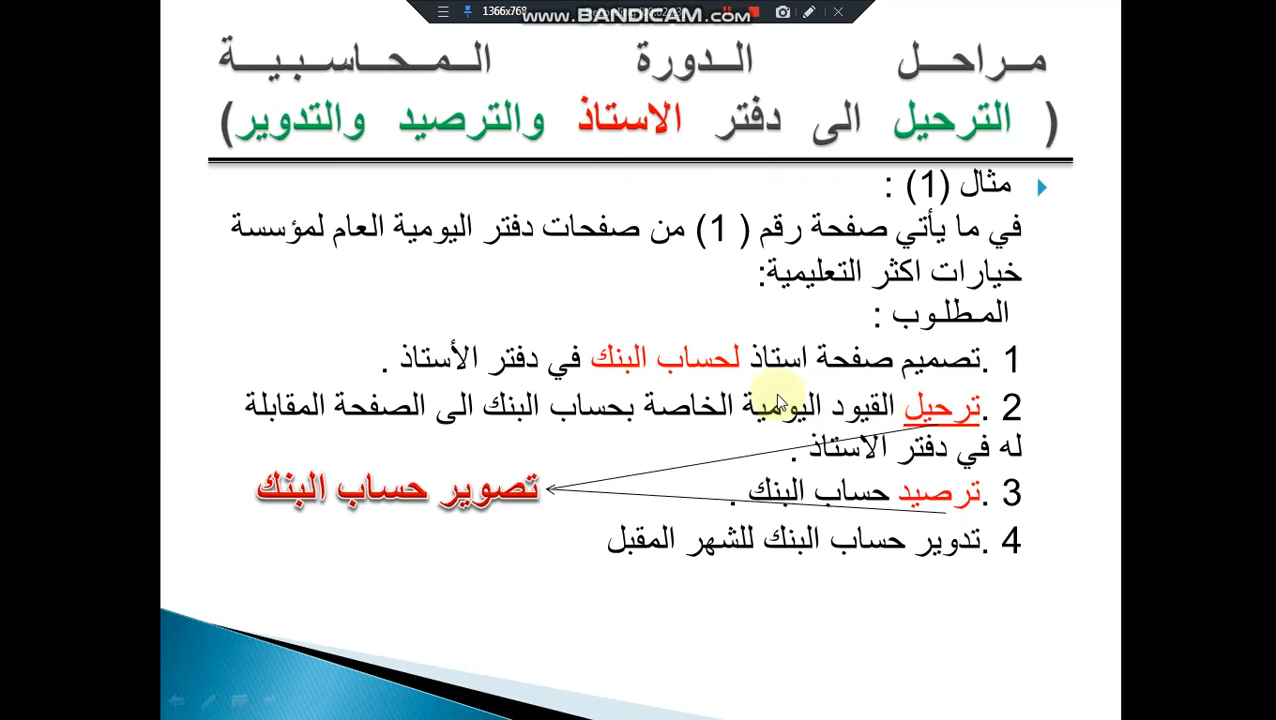 1366x768
www.BANDICAM.com
مراحل الدورة المحاسبية
( الترحيل الى دفتر الاستاذ والترصيد والتدوير)
مثال (1) :
في ما يأتي صفحة رقم ( 1) من صفحات دفتر اليومية العام لمؤسسة
خيارات اكثر التعليمية:
المطلوب :
1 .تصميم صفحة استاذ لحساب البنك في دفتر الأستاذ .
2 .ترحيل القيود اليومية الخاصة بحساب البنك الى الصفحة المقابلة
له في دفتر الاستاذ .
3 .ترصيد حساب البنك .
تصوير حساب البنك
4 .تدوير حساب البنك للشهر المقبل